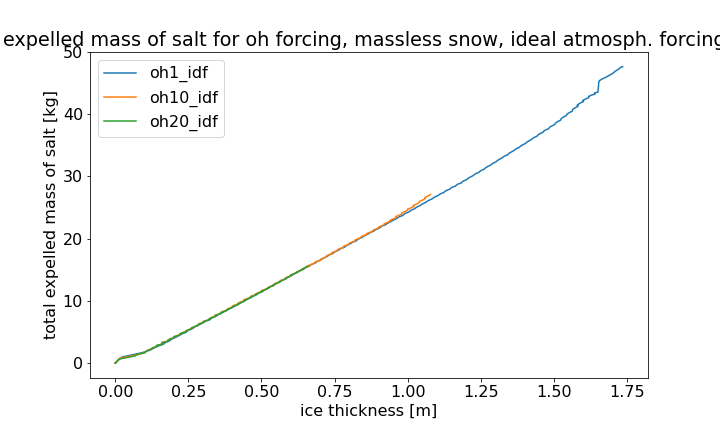 expelled mass of salt for oh forcing, massless snow, ideal atmosph. forcing
oh1_idf
oh10_idf
oh20_idf
total expelled mass of salt [kg]
50
40
30
20
10
0
0.00 0.25 0.50 0.75 1.00 1.25 1.50 1.75
ice thickness [m]